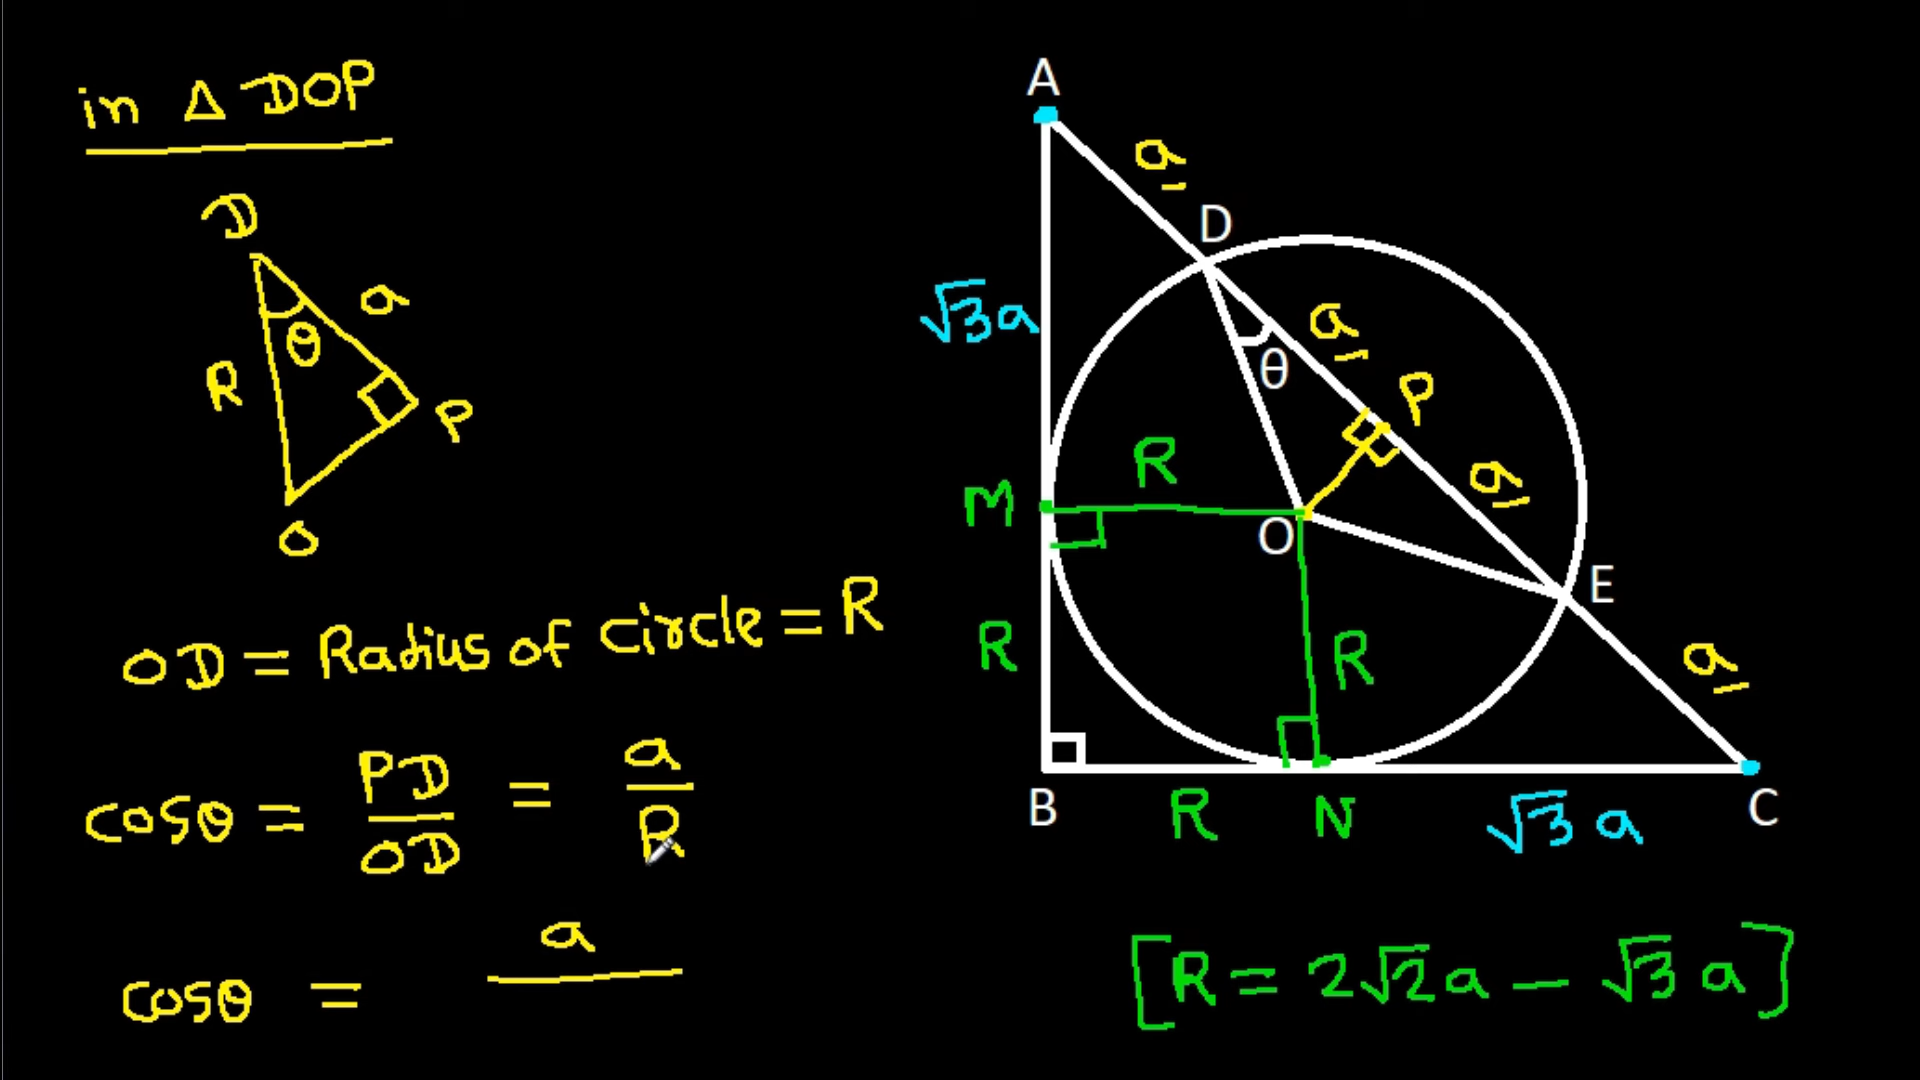 in Δ DOP
D
a
θ
R
P
O
OD = Radius of circle = R
cosθ = PD/OD = a/R
cosθ = a/
A
a
D
√3a
a
θ
P
R
a
M
O
E
R
R
a
B
R
N
√3 a
C
[R = 2√2a − √3 a]